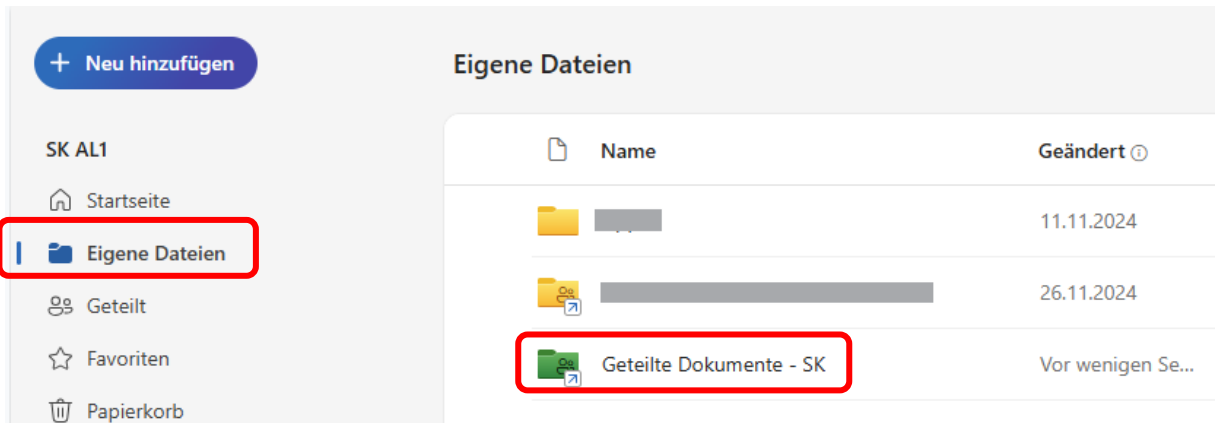 + Neu hinzufügen
Eigene Dateien
SK AL1
Name
Geändert
Startseite
11.11.2024
Eigene Dateien
Geteilt
26.11.2024
Favoriten
Geteilte Dokumente - SK
Vor wenigen Se...
Papierkorb